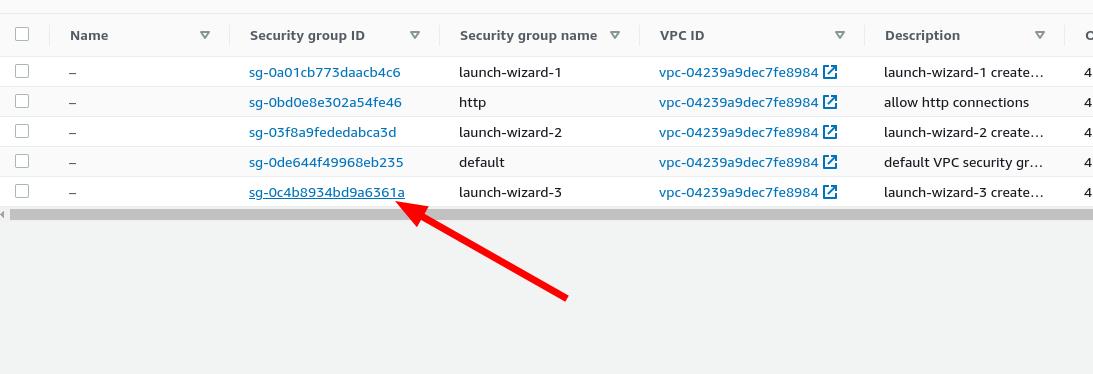 Name Security group ID Security group name VPC ID Description
– sg-0a01cb773daacb4c6 launch-wizard-1 vpc-04239a9dec7fe8984 launch-wizard-1 create… 4
– sg-0bd0e8e302a54fe46 http vpc-04239a9dec7fe8984 allow http connections 4
– sg-03f8a9fededabca3d launch-wizard-2 vpc-04239a9dec7fe8984 launch-wizard-2 create… 4
– sg-0de644f49968eb235 default vpc-04239a9dec7fe8984 default VPC security gr… 4
– sg-0c4b8934bd9a6361a launch-wizard-3 vpc-04239a9dec7fe8984 launch-wizard-3 create… 4